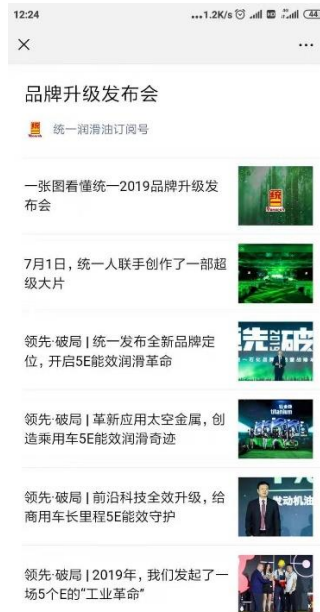 12:24
...1.2K/s
44
品牌升级发布会
统一润滑油订阅号
一张图看懂统一2019品牌升级发
布会
统一
7月1日，统一人联手创作了一部超
级大片
领先·破局 | 统一发布全新品牌定
位，开启5E能效润滑革命
领先·破局 | 革新应用太空金属，创
造乘用车5E能效润滑奇迹
titanium
领先·破局 | 前沿科技全效升级，给
商用车长里程5E能效守护
发动机油
领先·破局 | 2019年，我们发起了一
场5个E的“工业革命”